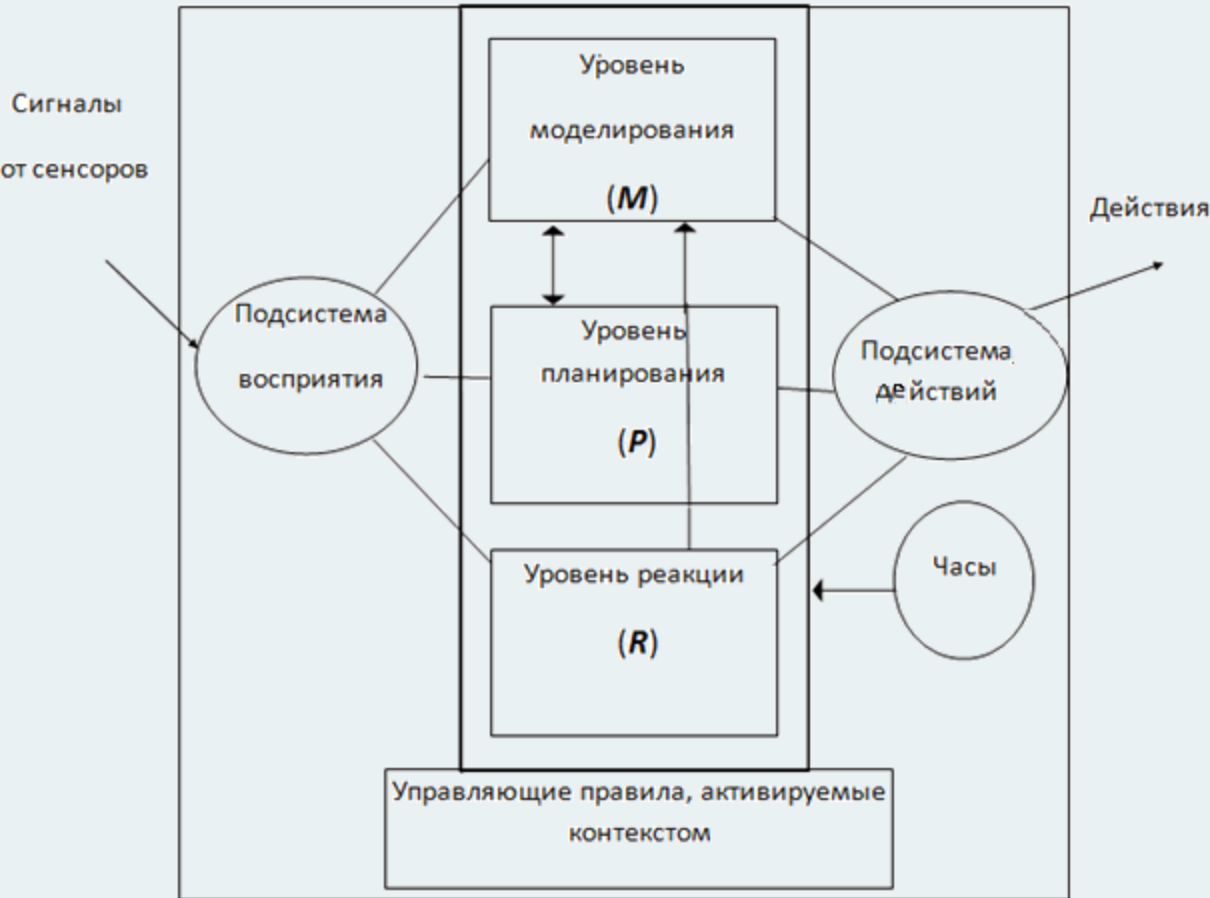 Сигналы
от сенсоров
Уровень
моделирования
(M)
Действия
Подсистема
восприятия
Уровень
планирования
(P)
Подсистема
действий
Уровень реакции
(R)
Часы
Управляющие правила, активируемые
контекстом